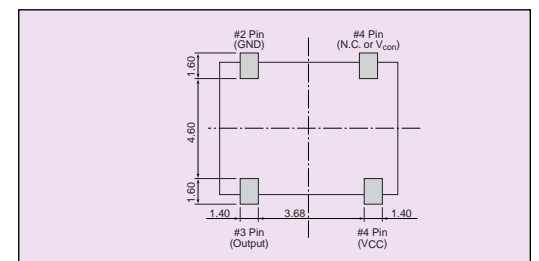 #2 Pin
(GND)
#4 Pin
(N.C. or Vcon)
1.60
4.60
1.60
1.40
3.68
1.40
#3 Pin
(Output)
#4 Pin
(VCC)